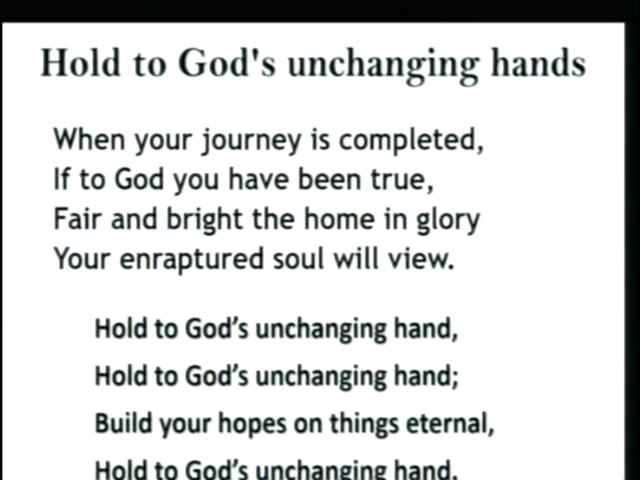 Hold to God's unchanging hands
When your journey is completed,
If to God you have been true,
Fair and bright the home in glory
Your enraptured soul will view.
Hold to God’s unchanging hand,
Hold to God’s unchanging hand;
Build your hopes on things eternal,
Hold to God’s unchanging hand.